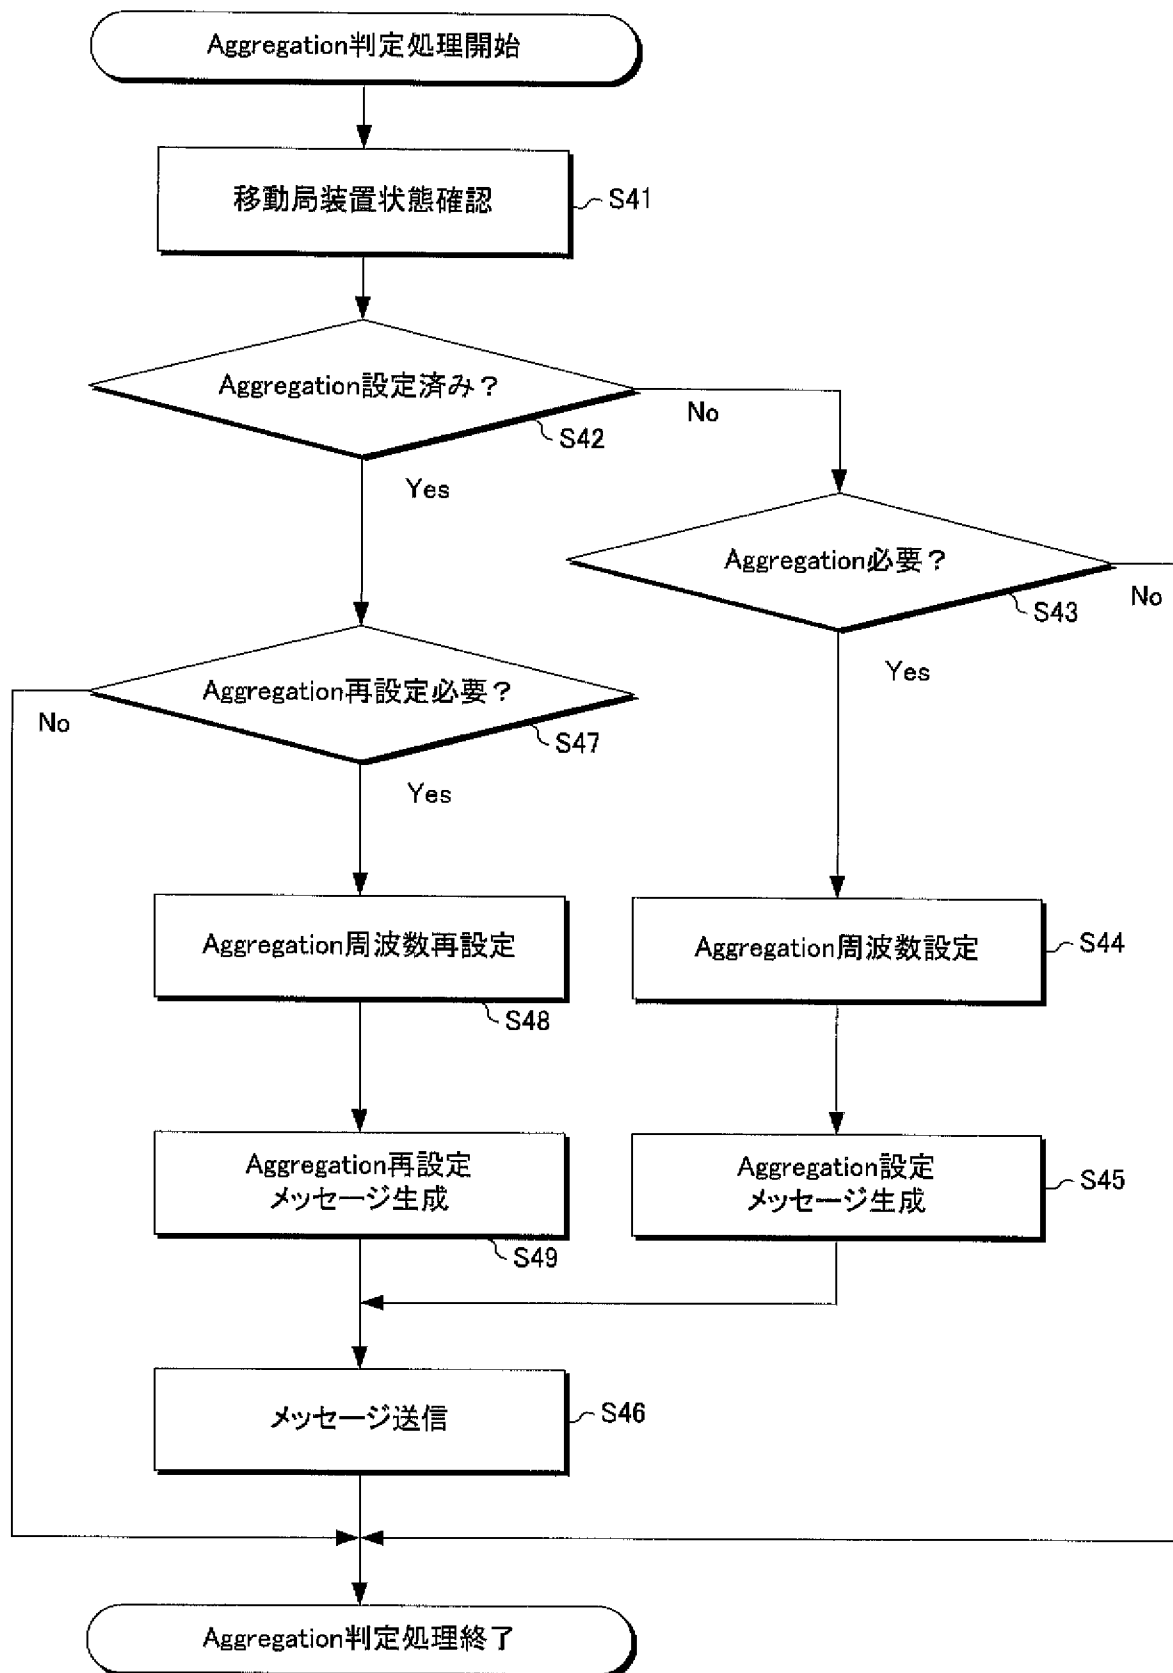 Aggregation判定処理開始
移動局装置状態確認
S41
Aggregation設定済み？
S42
No
Yes
Aggregation必要？
S43
No
Yes
Aggregation再設定必要？
S47
No
Yes
Aggregation周波数再設定
S48
Aggregation周波数設定
S44
Aggregation再設定
メッセージ生成
S49
Aggregation設定
メッセージ生成
S45
メッセージ送信
S46
Aggregation判定処理終了